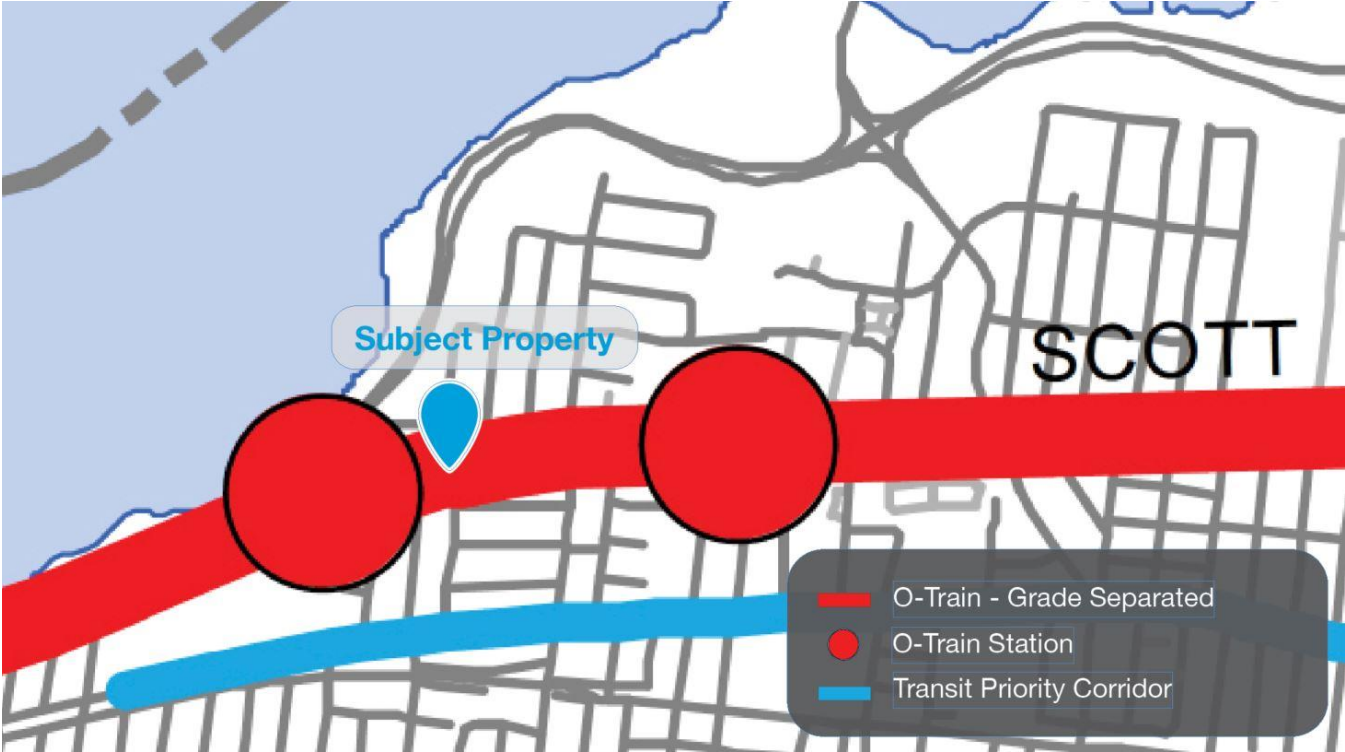 Subject Property
SCOTT
O-Train - Grade Separated
O-Train Station
Transit Priority Corridor